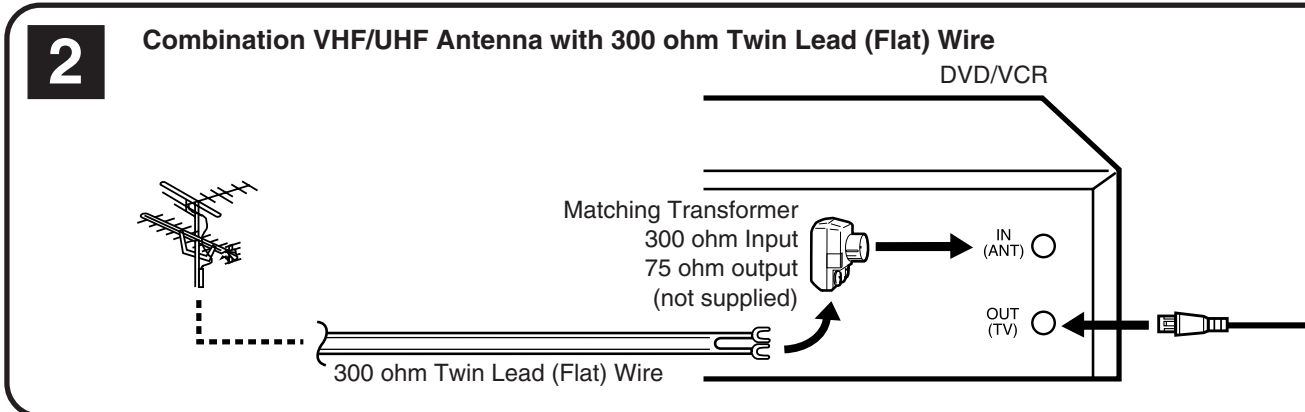 2
Combination VHF/UHF Antenna with 300 ohm Twin Lead (Flat) Wire
DVD/VCR
Matching Transformer
300 ohm Input
75 ohm output
(not supplied)
IN
(ANT)
OUT
(TV)
300 ohm Twin Lead (Flat) Wire